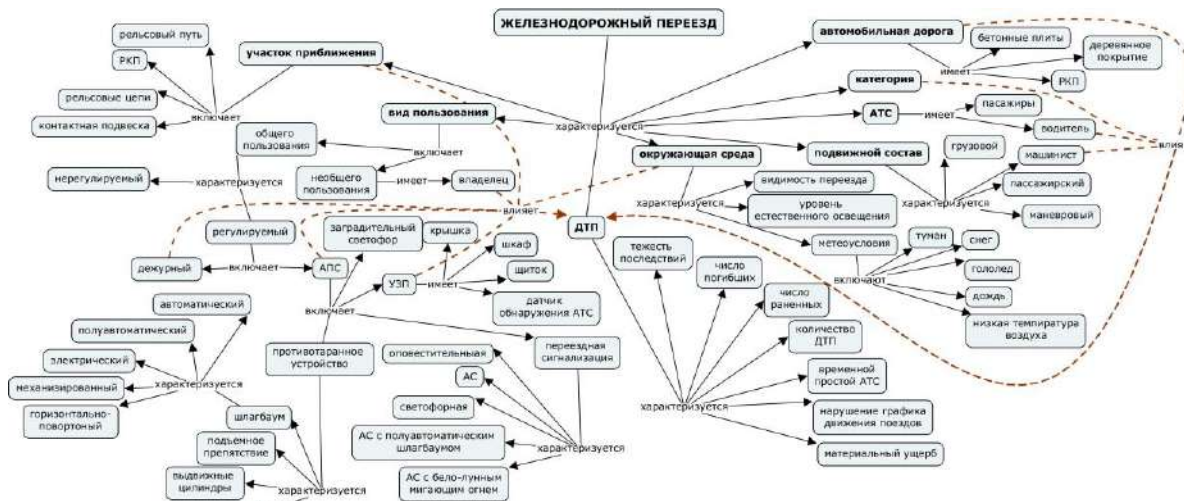 ЖЕЛЕЗНОДОРОЖНЫЙ ПЕРЕЕЗД
рельсовый путь
РКП
рельсовые цепи
контактная подвеска
включает
участок приближения
вид пользования
включает
общего
пользования
необщего
пользования
имеет
владелец
нерегулируемый
характеризуется
регулируемый
включает
дежурный
АПС
влияет
характеризуется
автомобильная дорога
имеет
бетонные плиты
деревянное
покрытие
РКП
категория
АТС
имеет
пасажиры
водитель
влия
окружающая среда
подвижной состав
грузовой
машинист
пассажирский
маневровый
характеризуется
характеризуется
видимость переезда
уровень
естественного освещения
метеоусловия
включают
туман
снег
гололед
дождь
низкая темпиратура
воздуха
ДТП
заградительный
светофор
крышка
шкаф
щиток
датчик
обнаружения АТС
УЗП
имеет
включает
противотаранное
устройство
переездная
сигнализация
автоматический
полуавтоматический
электрический
механизированный
горизонтально-
повортоный
характеризуется
шлагбаум
подъемное
препятствие
выдвижные
цилиндры
характеризуется
оповестительныая
АС
светофорная
АС с полуавтоматическим
шлагбаумом
АС с бело-лунным
мигающим огнем
характеризуется
тяжесть
последствий
число
погибших
число
раненных
количество
ДТП
временной
простой АТС
нарушение графика
движения поездов
материальный ущерб
характеризуется